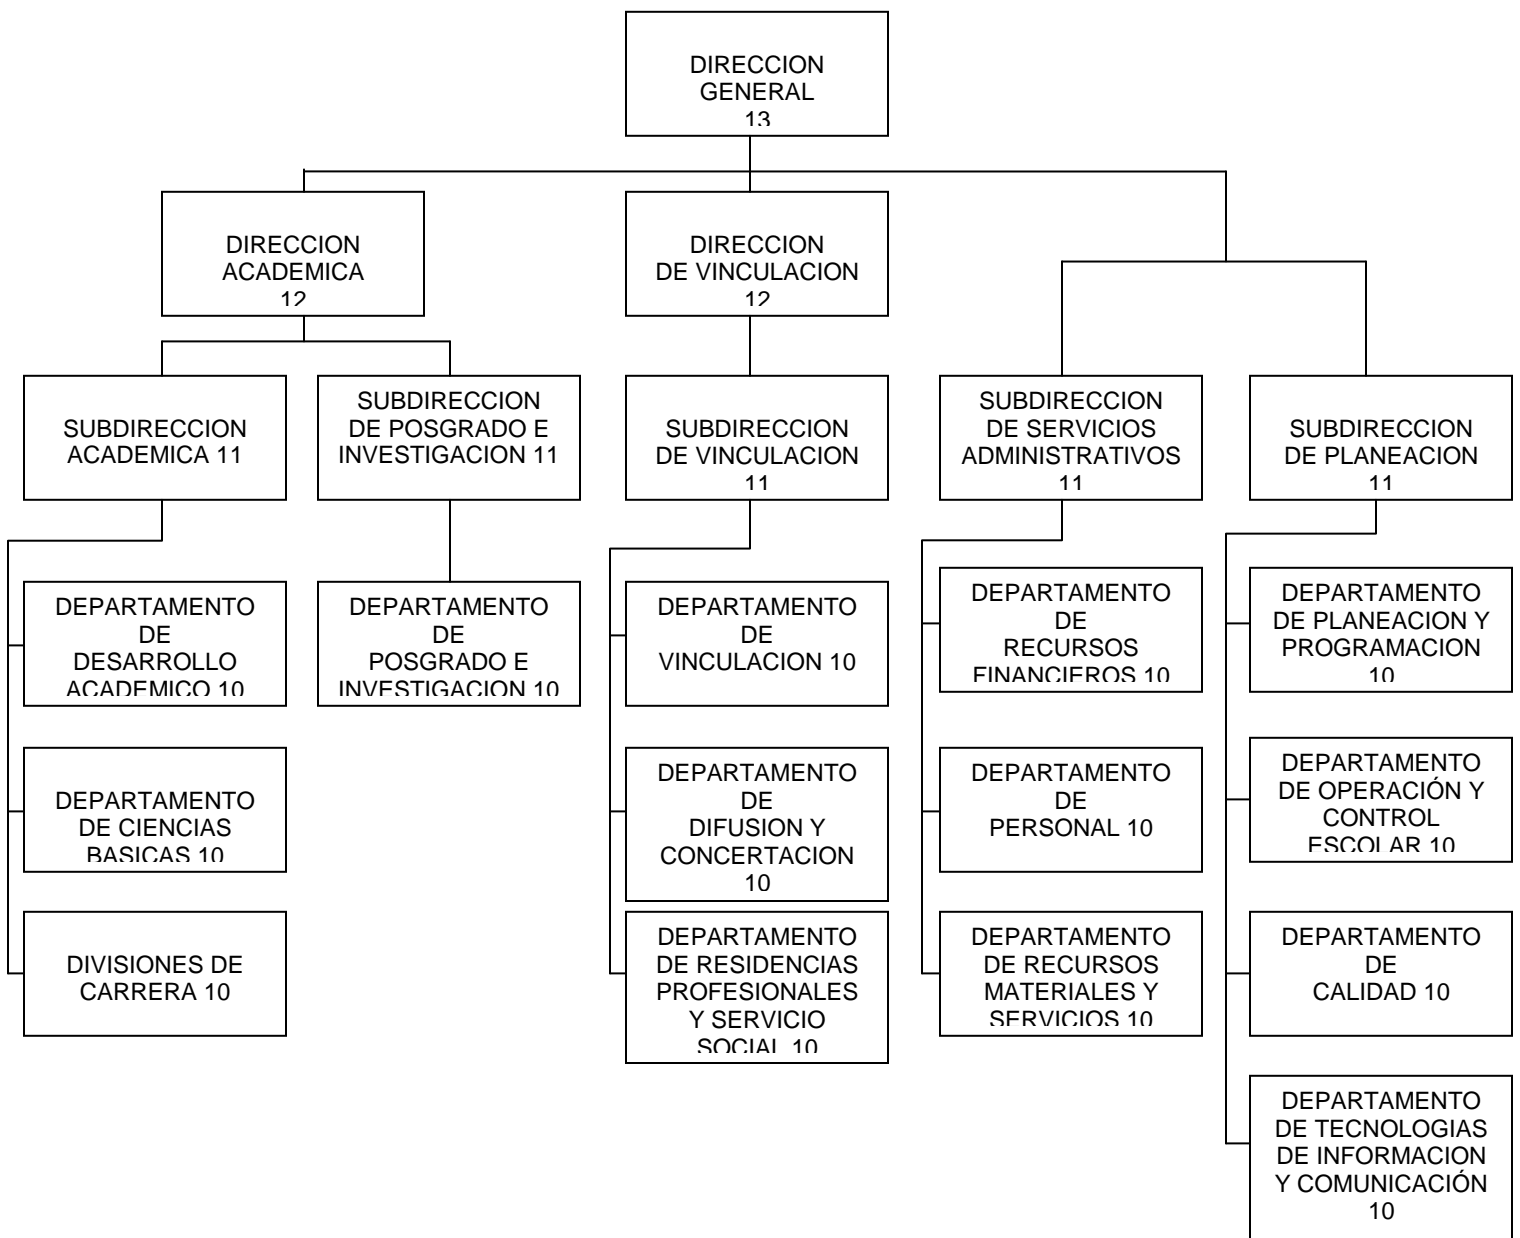 DIRECCION
GENERAL
13
DIRECCION
ACADEMICA
12
DIRECCION
DE VINCULACION
12
SUBDIRECCION
ACADEMICA 11
SUBDIRECCION
DE POSGRADO E
INVESTIGACION 11
SUBDIRECCION
DE VINCULACION
11
SUBDIRECCION
DE SERVICIOS
ADMINISTRATIVOS
11
SUBDIRECCION
DE PLANEACION
11
DEPARTAMENTO
DE
DESARROLLO
ACADEMICO 10
DEPARTAMENTO
DE
POSGRADO E
INVESTIGACION 10
DEPARTAMENTO
DE
VINCULACION 10
DEPARTAMENTO
DE
RECURSOS
FINANCIEROS 10
DEPARTAMENTO
DE PLANEACION Y
PROGRAMACION
10
DEPARTAMENTO
DE CIENCIAS
BASICAS 10
DEPARTAMENTO
DE
DIFUSION Y
CONCERTACION
10
DEPARTAMENTO
DE
PERSONAL 10
DEPARTAMENTO
DE OPERACIÓN Y
CONTROL
ESCOLAR 10
DIVISIONES DE
CARRERA 10
DEPARTAMENTO
DE RESIDENCIAS
PROFESIONALES
Y SERVICIO
SOCIAL 10
DEPARTAMENTO
DE RECURSOS
MATERIALES Y
SERVICIOS 10
DEPARTAMENTO
DE
CALIDAD 10
DEPARTAMENTO
DE TECNOLOGIAS
DE INFORMACION
Y COMUNICACIÓN
10